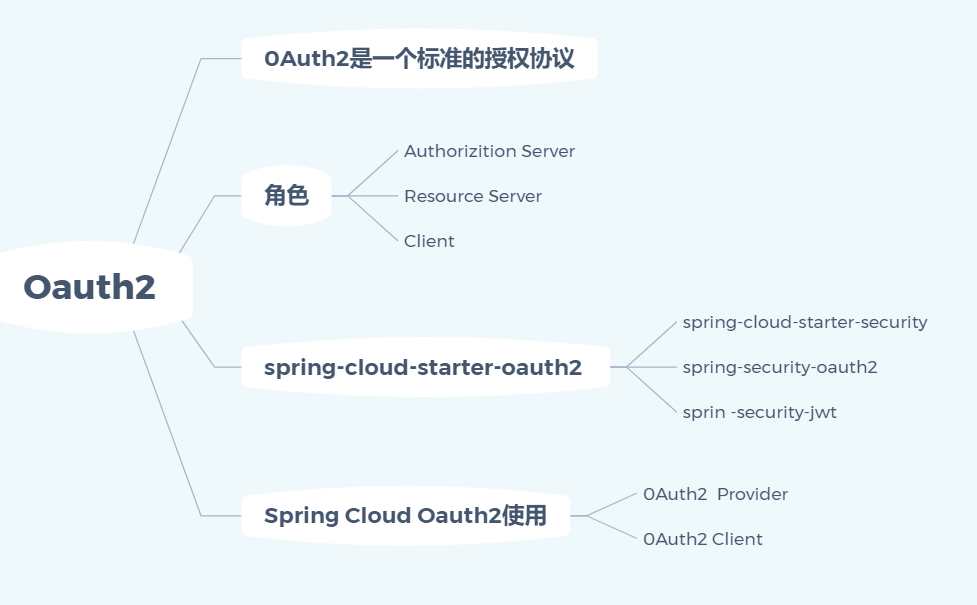 Oauth2
0Auth2是一个标准的授权协议
角色
Authorizition Server
Resource Server
Client
spring-cloud-starter-oauth2
spring-cloud-starter-security
spring-security-oauth2
sprin -security-jwt
Spring Cloud Oauth2使用
0Auth2  Provider
0Auth2 Client